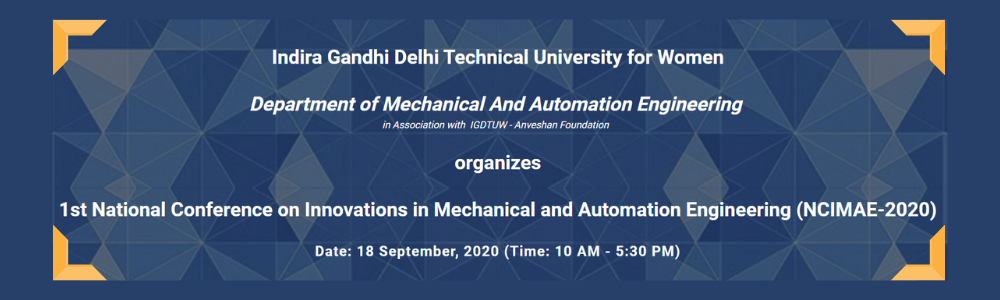 Indira Gandhi Delhi Technical University for Women
Department of Mechanical And Automation Engineering
in Association with IGDTUW - Anveshan Foundation
organizes
1st National Conference on Innovations in Mechanical and Automation Engineering (NCIMAE-2020)
Date: 18 September, 2020 (Time: 10 AM - 5:30 PM)